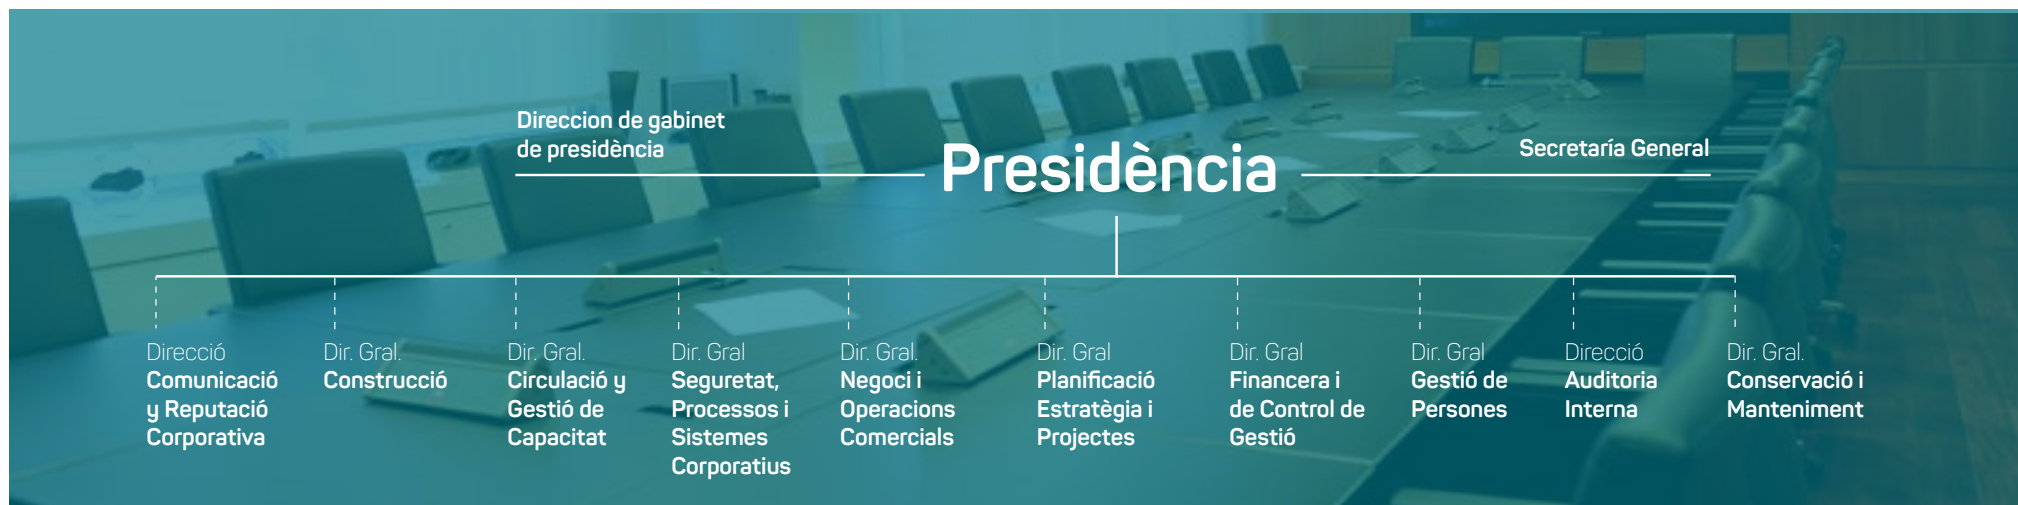 Direccion de gabinet
de presidència
Presidència
Secretaría General
Direcció
Comunicació
y Reputació
Corporativa
Dir. Gral.
Construcció
Dir. Gral.
Circulació y
Gestió de
Capacitat
Dir. Gral
Seguretat,
Processos i
Sistemes
Corporatius
Dir. Gral.
Negoci i
Operacions
Comercials
Dir. Gral
Planificació
Estratègia i
Projectes
Dir. Gral
Financera i
de Control de
Gestió
Dir. Gral
Gestió de
Persones
Direcció
Auditoria
Interna
Dir. Gral.
Conservació i
Manteniment